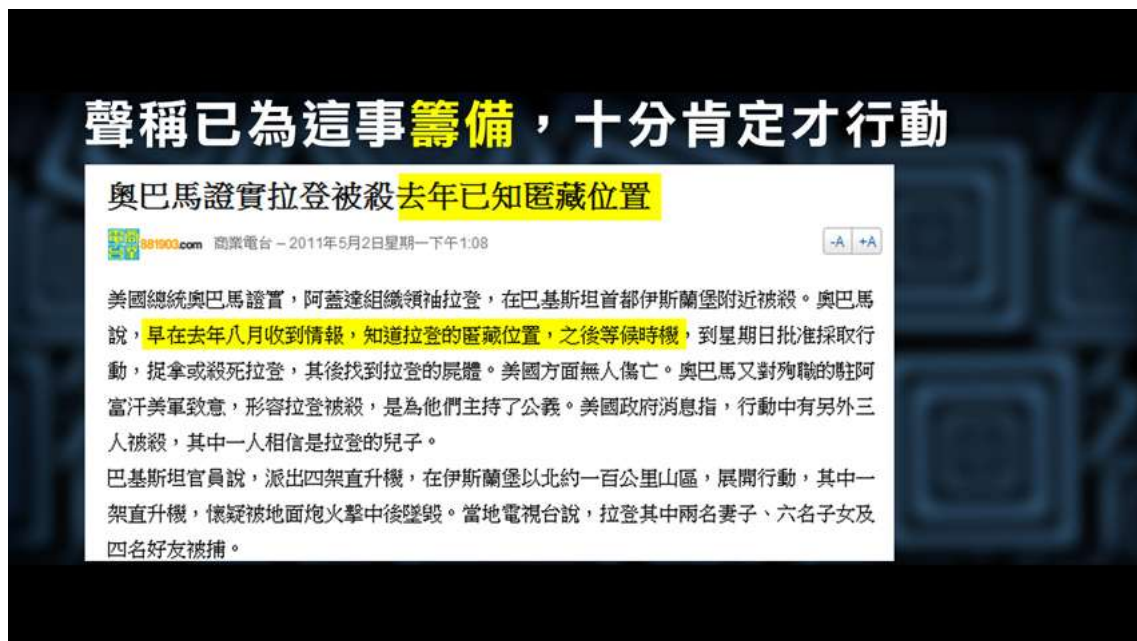 聲稱已為這事籌備，十分肯定才行動
奧巴馬證實拉登被殺去年已知匿藏位置
881903.com 商業電台 – 2011年5月2日星期一下午1:08
-A +A
美國總統奧巴馬證實，阿蓋達組織領袖拉登，在巴基斯坦首都伊斯蘭堡附近被殺。奧巴馬
說，早在去年八月收到情報，知道拉登的匿藏位置，之後等候時機，到星期日批准採取行
動，捉拿或殺死拉登，其後找到拉登的屍體。美國方面無人傷亡。奧巴馬又對殉職的駐阿
富汗美軍致意，形容拉登被殺，是為他們主持了公義。美國政府消息指，行動中有另外三
人被殺，其中一人相信是拉登的兒子。
巴基斯坦官員說，派出四架直升機，在伊斯蘭堡以北約一百公里山區，展開行動，其中一
架直升機，懷疑被地面炮火擊中後墜毀。當地電視台說，拉登其中兩名妻子、六名子女及
四名好友被捕。